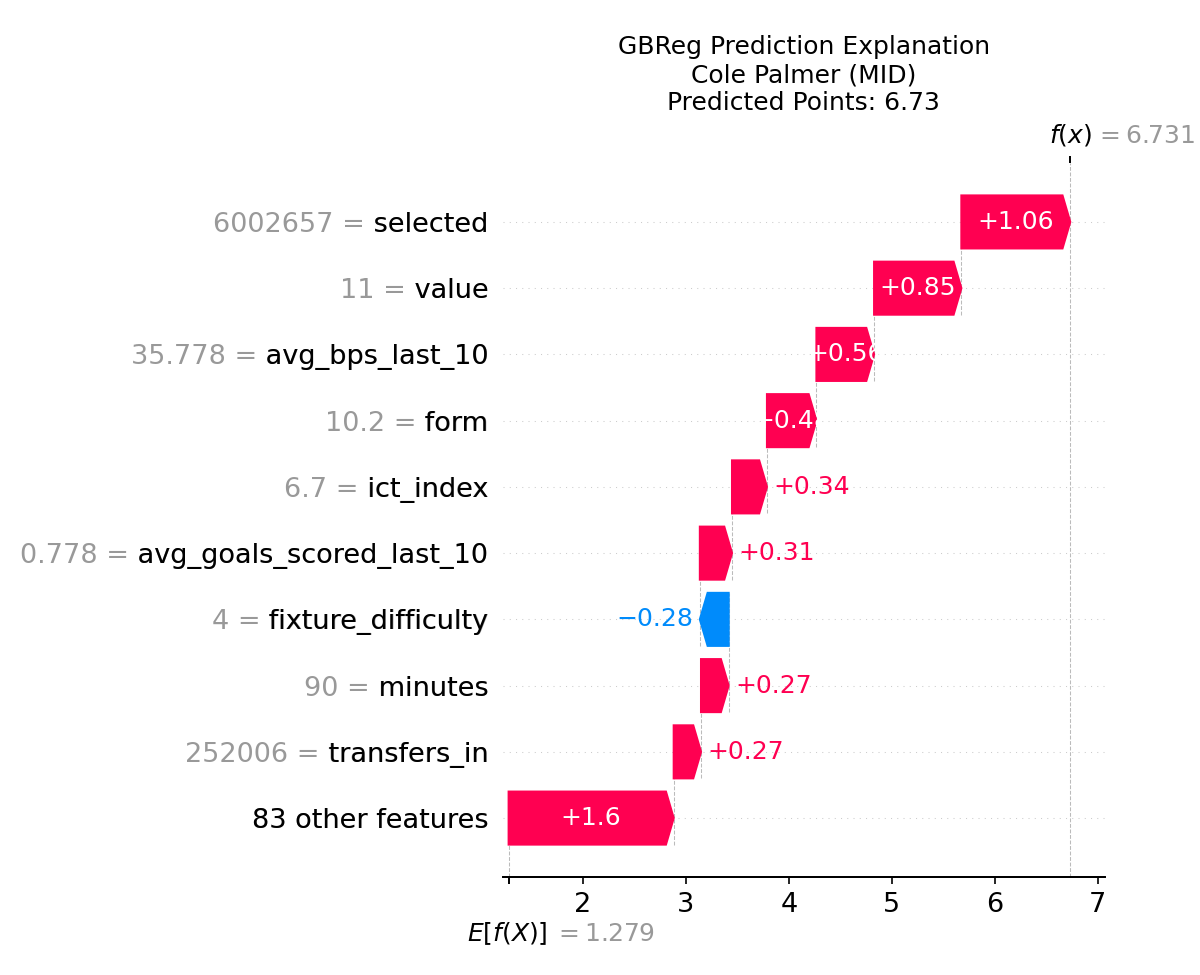 GBReg Prediction Explanation
Cole Palmer (MID)
Predicted Points: 6.73
f(x) = 6.731
6002657 = selected
+1.06
11 = value
+0.85
35.778 = avg_bps_last_10
+0.56
10.2 = form
6.7 = ict_index
+0.34
0.778 = avg_goals_scored_last_10
+0.31
4 = fixture_difficulty
−0.28
90 = minutes
+0.27
252006 = transfers_in
+0.27
83 other features
+1.6
2 3 4 5 6 7
E[f(X)] = 1.279